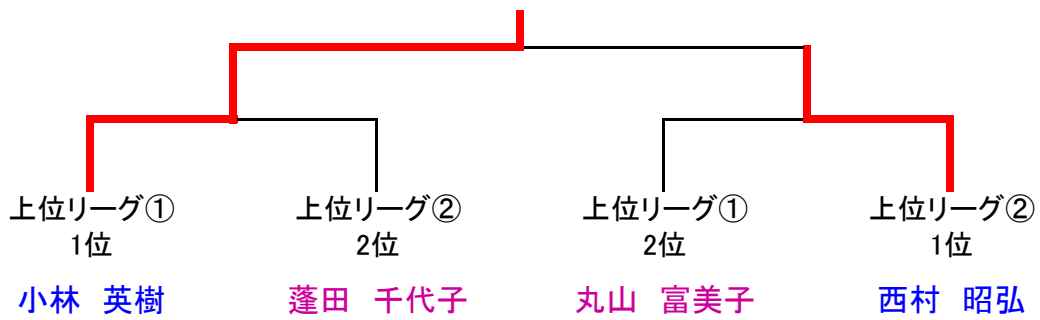 上位リーグ① 上位リーグ② 上位リーグ① 上位リーグ②
1位 2位 2位 1位
小林 英樹 蓬田 千代子 丸山 富美子 西村 昭弘